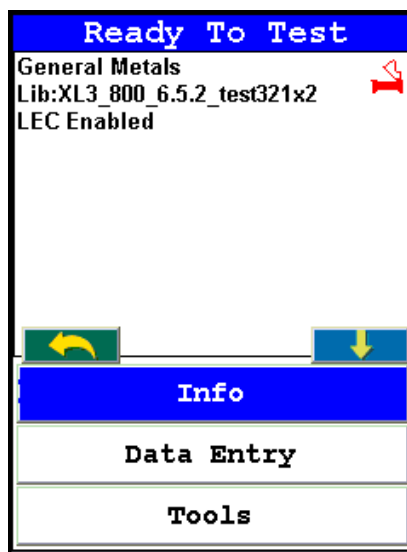 Ready To Test
General Metals
Lib:XL3_800_6.5.2_test321x2
LEC Enabled
Info
Data Entry
Tools